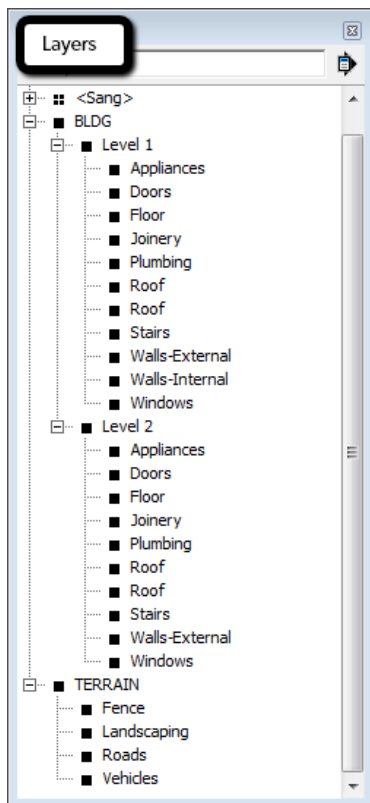 Layers
<Sang>
BLDG
Level 1
Appliances
Doors
Floor
Joinery
Plumbing
Roof
Roof
Stairs
Walls-External
Walls-Internal
Windows
Level 2
Appliances
Doors
Floor
Joinery
Plumbing
Roof
Roof
Stairs
Walls-External
Windows
TERRAIN
Fence
Landscaping
Roads
Vehicles